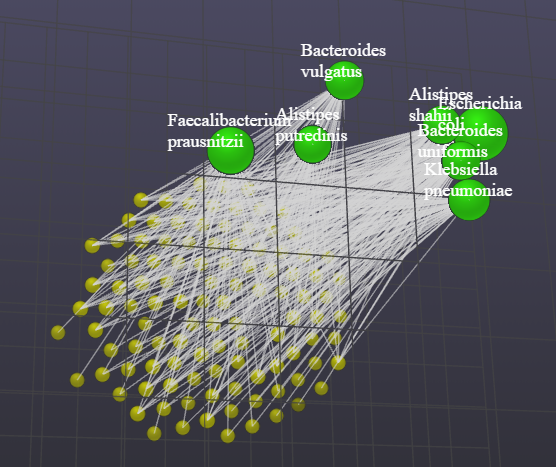 Bacteroides
vulgatus
Faecalibacterium
prausnitzii
Alistipes
putredinis
Alistipes
shahii
Escherichia
coli
Bacteroides
uniformis
Klebsiella
pneumoniae